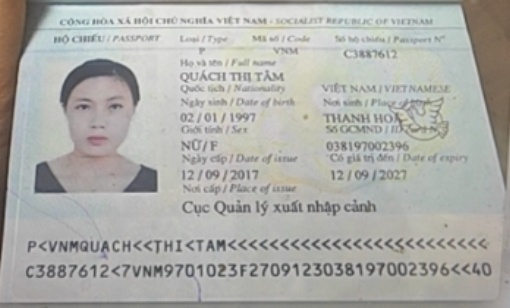 CỘNG HÒA XÃ HỘI CHỦ NGHĨA VIỆT NAM - SOCIALIST REPUBLIC OF VIETNAM
HỘ CHIẾU / PASSPORT Loại / Type Mã số / Code Số hộ chiếu / Passport Nº
P VNM C3887612
Họ và tên / Full name
QUÁCH THỊ TÂM
Quốc tịch / Nationality VIỆT NAM / VIETNAMESE
Ngày sinh / Date of birth Nơi sinh / Place of
02 / 01 / 1997 THANH HOÁ
Giới tính / Sex Số GCMND / ID
NỮ / F 038197002396
Ngày cấp / Date of issue Có giá trị đến / Date of expiry
12 / 09 / 2017 12 / 09 / 2027
Nơi cấp / Place of issue
Cục Quản lý xuất nhập cảnh
P<VNMQUACH<<THI<TAM<<<<<<<<<<<<<<<<<<<<<<<<<
C3887612<7VNM9701023F2709123038197002396<<40